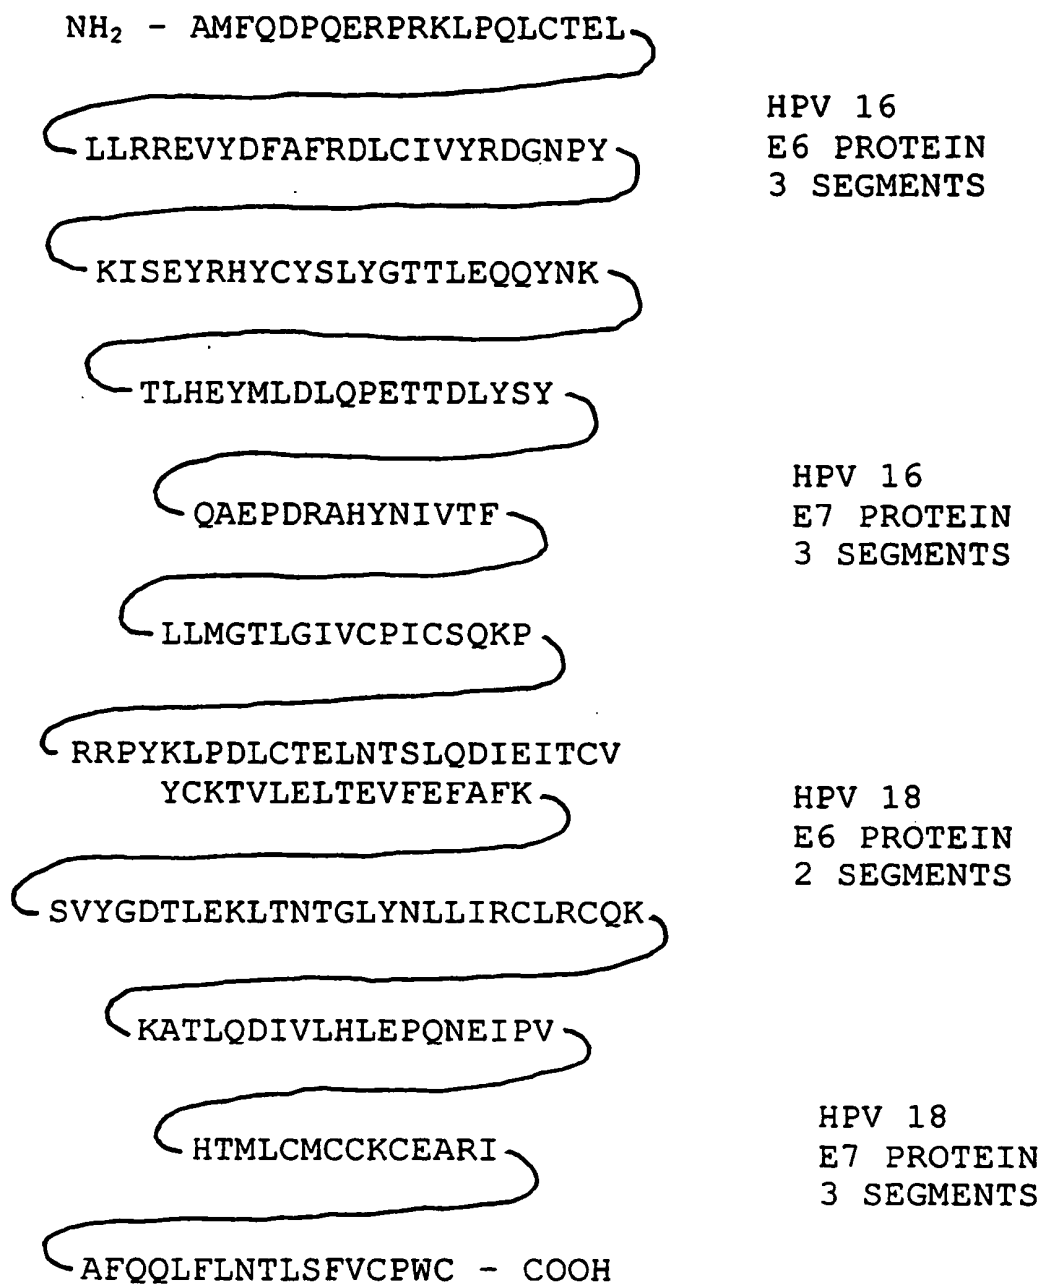 NH₂ - AMFQDPQERPRKLPQLCTEL
HPV 16
LLRREVYDFAFRDLCIVYRDGNPY
E6 PROTEIN
3 SEGMENTS
KISEYRHYCYSLYGTTLEQQYNK
TLHEYMLDLQPETTDLYSY
HPV 16
QAEPDRAHYNIVTF
E7 PROTEIN
3 SEGMENTS
LLMGTLGIVCPICSQKP
RRPYKLPDLCTELNTSLQDIEITCV
YCKTVLELTEVFEFAFK
HPV 18
E6 PROTEIN
2 SEGMENTS
SVYGDTLEKLTNTGLYNLLIRCLRCQK
KATLQDIVLHLEPQNEIPV
HPV 18
HTMLCMCCKCEARI
E7 PROTEIN
3 SEGMENTS
AFQQLFLNTLSFVCPWC - COOH